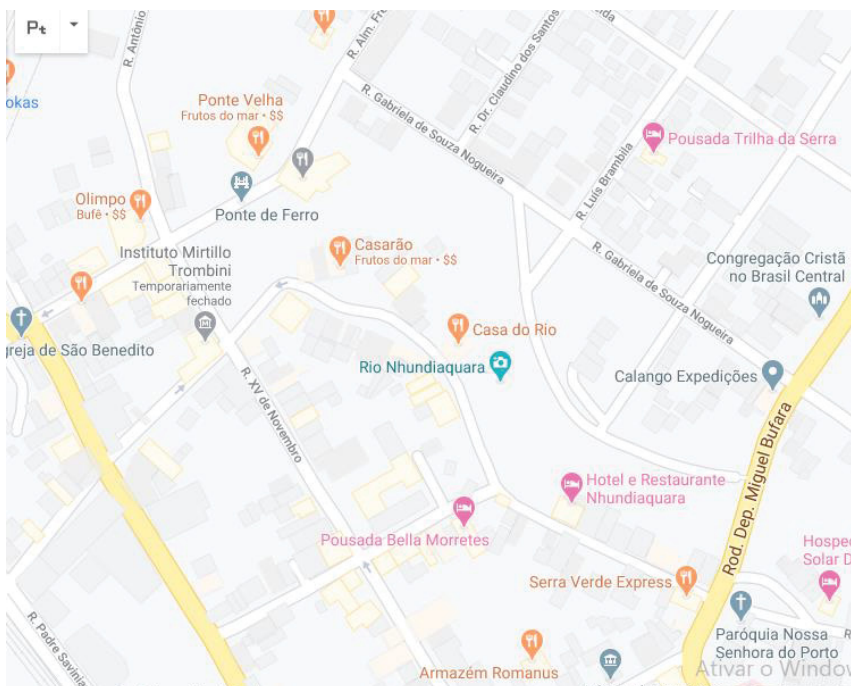 Pt
R. Antônio
R. Alm. Fre
okas
Ponte Velha
Frutos do mar • $$
R. Gabriela de Souza Nogueira
R. Dr. Claudino dos Santos
Pousada Trilha da Serra
R. Luís Brambila
Olimpo
Bufê • $$
Ponte de Ferro
Instituto Mirtillo
Trombini
Temporariamente
fechado
Casarão
Frutos do mar • $$
R. Gabriela de Souza Nogueira
Congregação Cristã
no Brasil Central
greja de São Benedito
Casa do Rio
Rio Nhundiaquara
Calango Expedições
R. XV de Novembro
Rod. Dep. Miguel Bufara
Hotel e Restaurante
Nhundiaquara
Pousada Bella Morretes
Hosped
Solar D
Serra Verde Express
R. Padre Savinia
Paróquia Nossa
Senhora do Porto
R
Armazém Romanus
Ativar o Window